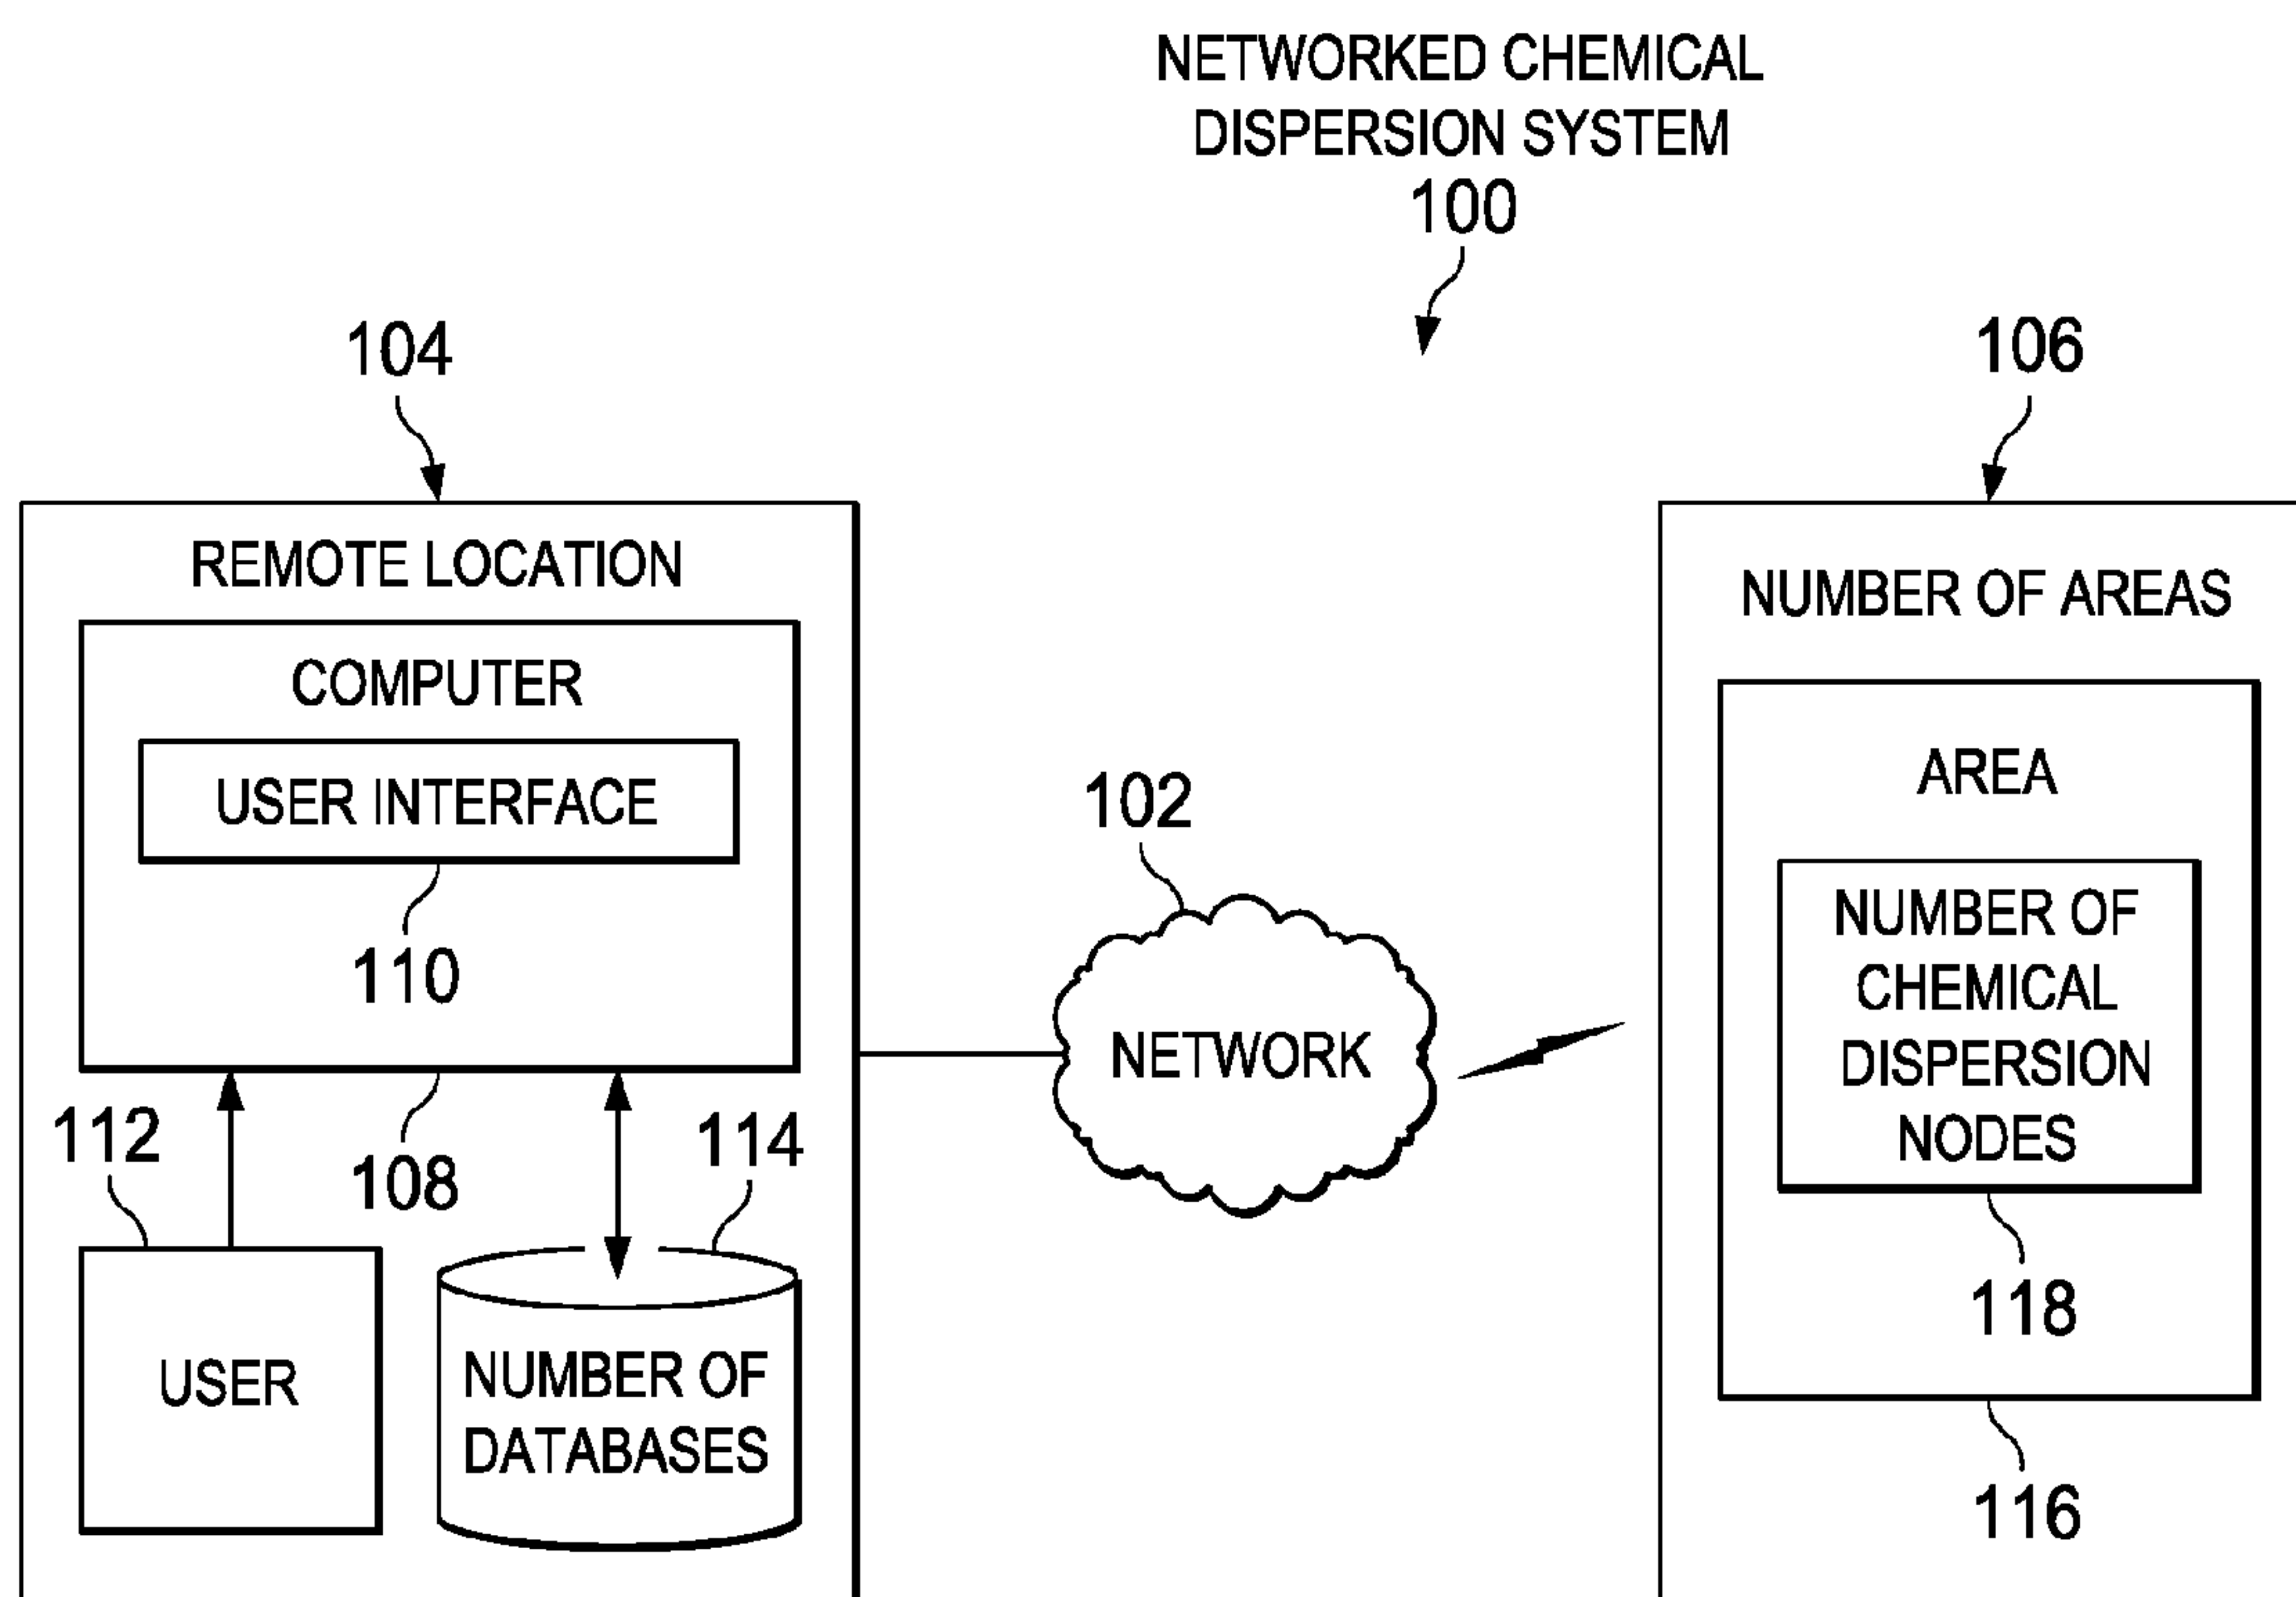 NETWORKED CHEMICAL
DISPERSION SYSTEM
100
104
106
REMOTE LOCATION
COMPUTER
USER INTERFACE
110
112
108
114
USER
NUMBER OF
DATABASES
102
NETWORK
NUMBER OF AREAS
AREA
NUMBER OF
CHEMICAL
DISPERSION
NODES
118
116